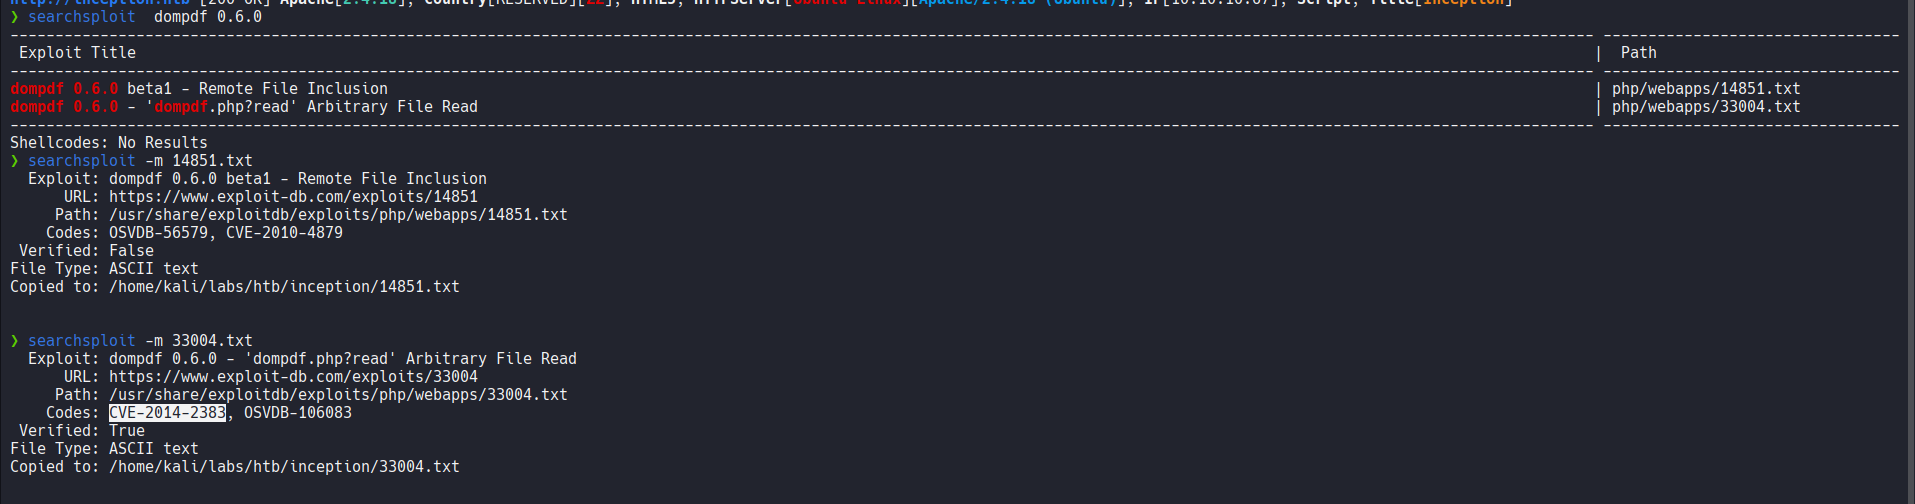 ❯ searchsploit  dompdf 0.6.0
Exploit Title | Path
dompdf 0.6.0 beta1 - Remote File Inclusion | php/webapps/14851.txt
dompdf 0.6.0 - 'dompdf.php?read' Arbitrary File Read | php/webapps/33004.txt
Shellcodes: No Results
❯ searchsploit -m 14851.txt
Exploit: dompdf 0.6.0 beta1 - Remote File Inclusion
URL: https://www.exploit-db.com/exploits/14851
Path: /usr/share/exploitdb/exploits/php/webapps/14851.txt
Codes: OSVDB-56579, CVE-2010-4879
Verified: False
File Type: ASCII text
Copied to: /home/kali/labs/htb/inception/14851.txt
❯ searchsploit -m 33004.txt
Exploit: dompdf 0.6.0 - 'dompdf.php?read' Arbitrary File Read
URL: https://www.exploit-db.com/exploits/33004
Path: /usr/share/exploitdb/exploits/php/webapps/33004.txt
Codes: CVE-2014-2383, OSVDB-106083
Verified: True
File Type: ASCII text
Copied to: /home/kali/labs/htb/inception/33004.txt